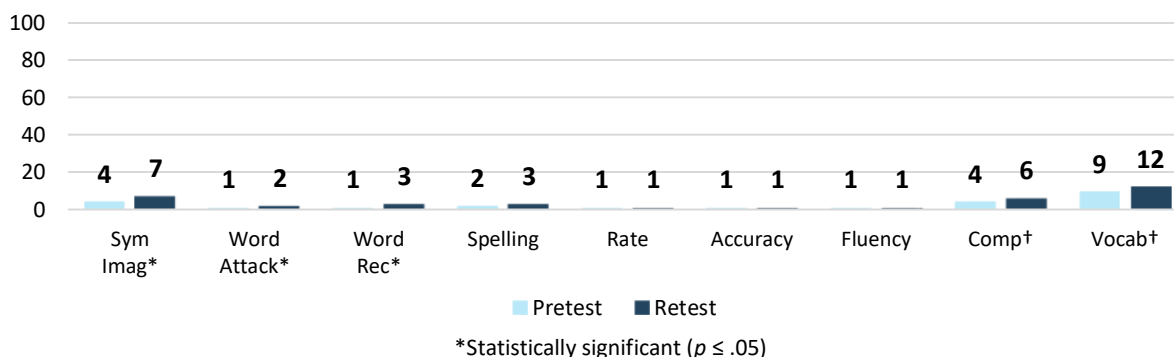 100
80
60
40
20
0
4 7 1 2 1 3 2 3 1 1 1 1 1 1 4 6 9 12
Sym Imag*
Word Attack*
Word Rec*
Spelling
Rate
Accuracy
Fluency
Comp†
Vocab†
Pretest Retest
*Statistically significant (p ≤ .05)